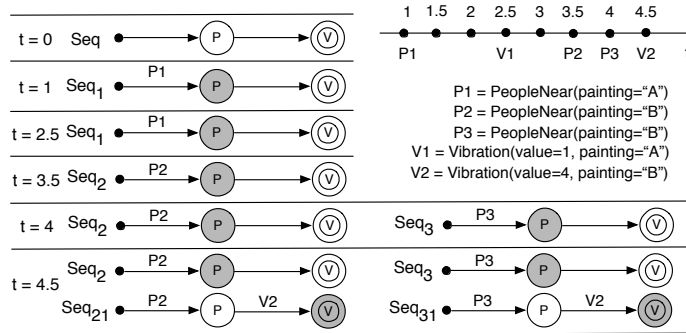 1 1.5 2 2.5 3 3.5 4 4.5
P1 V1 P2 P3 V2
t = 0 Seq P V
P1
t = 1 Seq1 P V
P1
t = 2.5 Seq1 P V
P2
t = 3.5 Seq2 P V
P1 = PeopleNear(painting="A")
P2 = PeopleNear(painting="B")
P3 = PeopleNear(painting="B")
V1 = Vibration(value=1, painting="A")
V2 = Vibration(value=4, painting="B")
P2 P3
t = 4 Seq2 P V Seq3 P V
t = 4.5
P2 P3
Seq2 P V Seq3 P V
P2 V2 P3 V2
Seq21 P V Seq31 P V